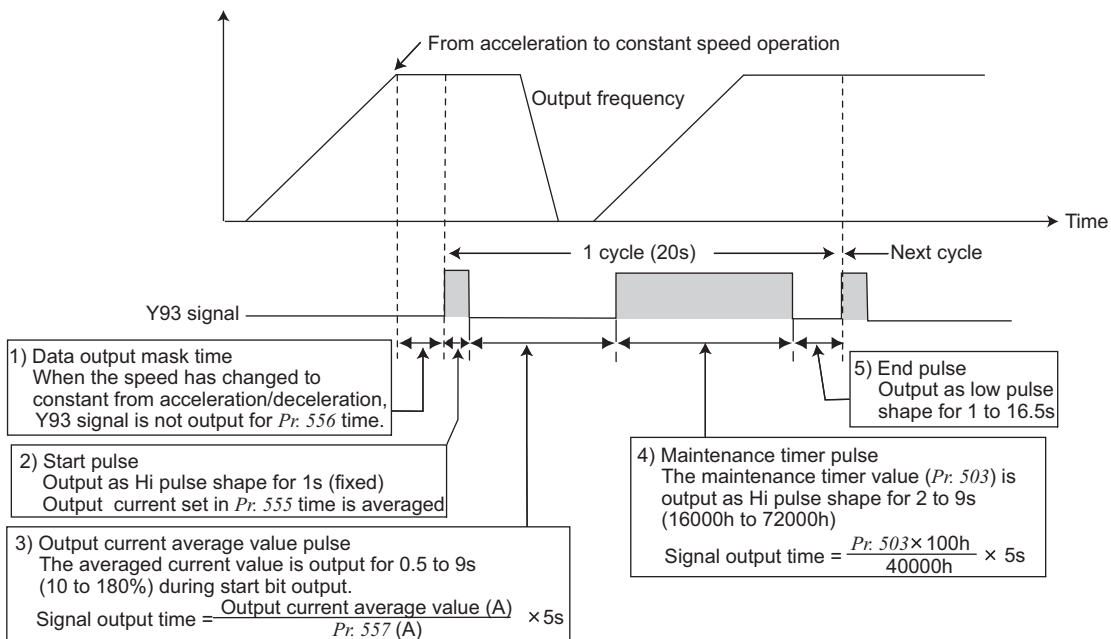 From acceleration to constant speed operation
Output frequency
Time
1 cycle (20s)
Next cycle
Y93 signal
1) Data output mask time
When the speed has changed to
constant from acceleration/deceleration,
Y93 signal is not output for Pr. 556 time.
2) Start pulse
Output as Hi pulse shape for 1s (fixed)
Output current set in Pr. 555 time is averaged
3) Output current average value pulse
The averaged current value is output for 0.5 to 9s
(10 to 180%) during start bit output.
Signal output time = Output current average value (A) / Pr. 557 (A) × 5s
4) Maintenance timer pulse
The maintenance timer value (Pr. 503) is
output as Hi pulse shape for 2 to 9s
(16000h to 72000h)
Signal output time = Pr. 503 × 100h / 40000h × 5s
5) End pulse
Output as low pulse
shape for 1 to 16.5s